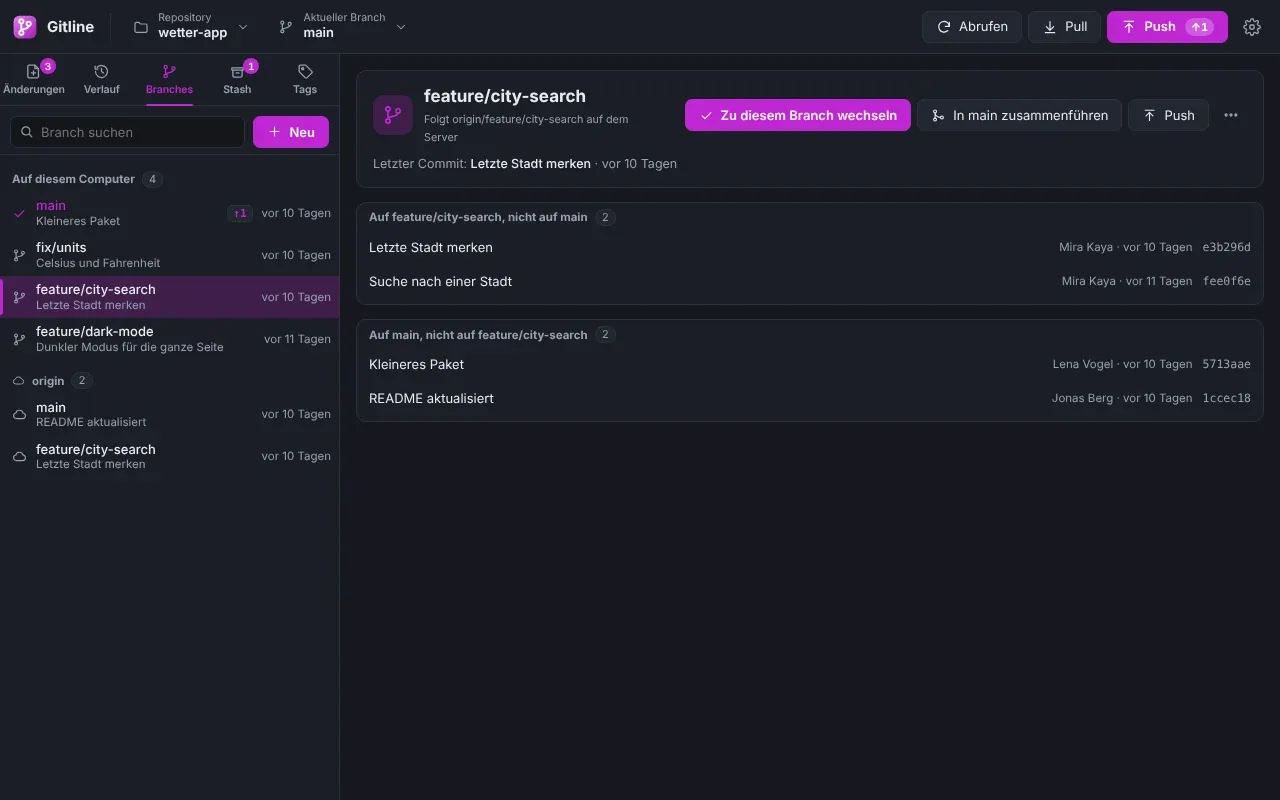 Gitline
Repository
wetter-app
Aktueller Branch
main
Abrufen
Pull
Push ↑1
Änderungen 3
Verlauf
Branches
Stash 1
Tags
Branch suchen
Neu
Auf diesem Computer 4
main
Kleineres Paket
↑1 vor 10 Tagen
fix/units
Celsius und Fahrenheit
vor 10 Tagen
feature/city-search
Letzte Stadt merken
vor 10 Tagen
feature/dark-mode
Dunkler Modus für die ganze Seite
vor 11 Tagen
origin 2
main
README aktualisiert
vor 10 Tagen
feature/city-search
Letzte Stadt merken
vor 10 Tagen
feature/city-search
Folgt origin/feature/city-search auf dem
Server
Zu diesem Branch wechseln
In main zusammenführen
Push
Letzter Commit: Letzte Stadt merken · vor 10 Tagen
Auf feature/city-search, nicht auf main 2
Letzte Stadt merken Mira Kaya · vor 10 Tagen e3b296d
Suche nach einer Stadt Mira Kaya · vor 11 Tagen fee0f6e
Auf main, nicht auf feature/city-search 2
Kleineres Paket Lena Vogel · vor 10 Tagen 5713aae
README aktualisiert Jonas Berg · vor 10 Tagen 1ccec18